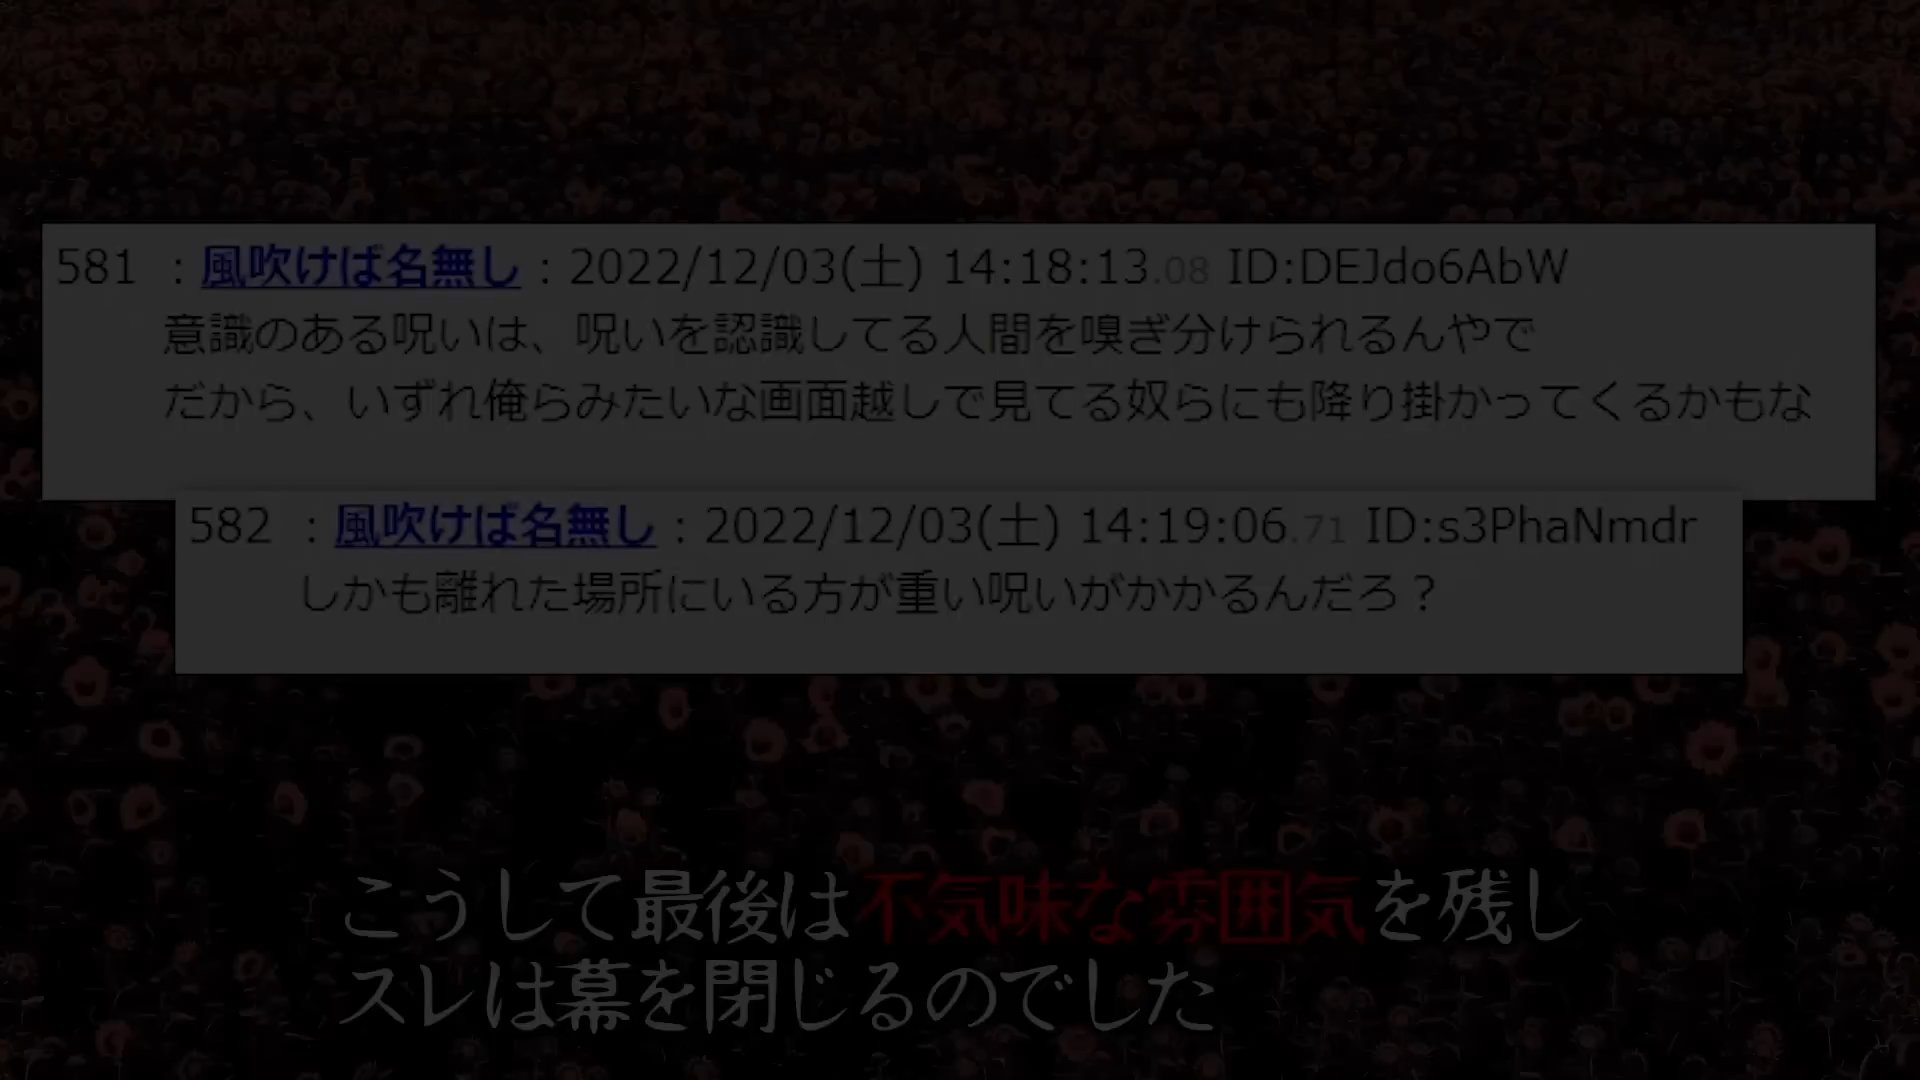 581 ：風吹けば名無し：2022/12/03(土) 14:18:13.08 ID:DEJdo6AbW
意識のある呪いは、呪いを認識してる人間を嗅ぎ分けられるんやで
だから、いずれ俺らみたいな画面越しで見てる奴らにも降り掛かってくるかもな
582 ：風吹けば名無し：2022/12/03(土) 14:19:06.71 ID:s3PhaNmdr
しかも離れた場所にいる方が重い呪いがかかるんだろ？
こうして最後は不気味な雰囲気を残し
スレは幕を閉じるのでした